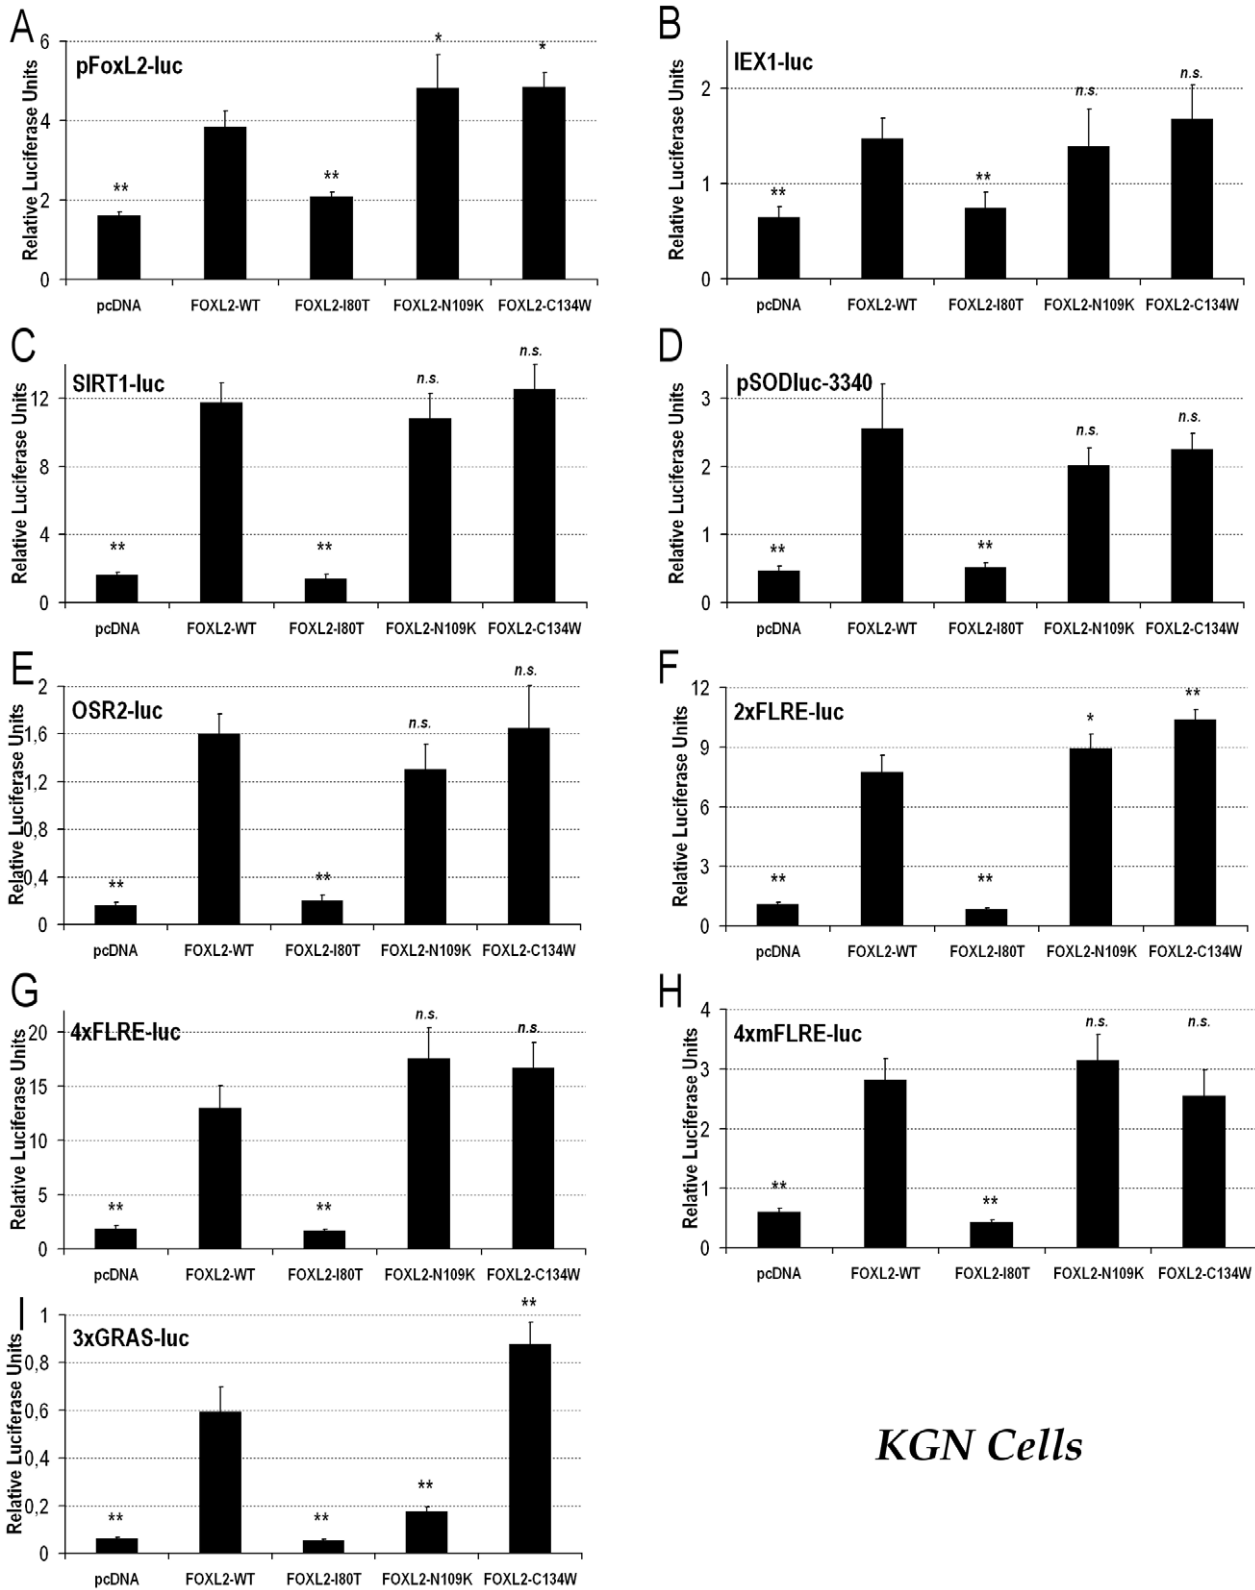 A
pFoxL2-luc
Relative Luciferase Units
6
4
2
0
**
**
*
*
pcDNA FOXL2-WT FOXL2-I80T FOXL2-N109K FOXL2-C134W
B
IEX1-luc
Relative Luciferase Units
2
1
0
**
**
n.s.
n.s.
pcDNA FOXL2-WT FOXL2-I80T FOXL2-N109K FOXL2-C134W
C
SIRT1-luc
Relative Luciferase Units
12
8
4
0
**
**
n.s.
n.s.
pcDNA FOXL2-WT FOXL2-I80T FOXL2-N109K FOXL2-C134W
D
pSODluc-3340
Relative Luciferase Units
3
2
1
0
**
**
n.s.
n.s.
pcDNA FOXL2-WT FOXL2-I80T FOXL2-N109K FOXL2-C134W
E
OSR2-luc
Relative Luciferase Units
2
1,6
1,2
0,8
0,4
0
**
**
n.s.
n.s.
pcDNA FOXL2-WT FOXL2-I80T FOXL2-N109K FOXL2-C134W
F
2xFLRE-luc
Relative Luciferase Units
12
9
6
3
0
**
**
*
**
pcDNA FOXL2-WT FOXL2-I80T FOXL2-N109K FOXL2-C134W
G
4xFLRE-luc
Relative Luciferase Units
20
15
10
5
0
**
**
n.s.
n.s.
pcDNA FOXL2-WT FOXL2-I80T FOXL2-N109K FOXL2-C134W
H
4xmFLRE-luc
Relative Luciferase Units
4
3
2
1
0
**
**
n.s.
n.s.
pcDNA FOXL2-WT FOXL2-I80T FOXL2-N109K FOXL2-C134W
I
3xGRAS-luc
Relative Luciferase Units
1
0,8
0,6
0,4
0,2
0
**
**
**
**
pcDNA FOXL2-WT FOXL2-I80T FOXL2-N109K FOXL2-C134W
KGN Cells